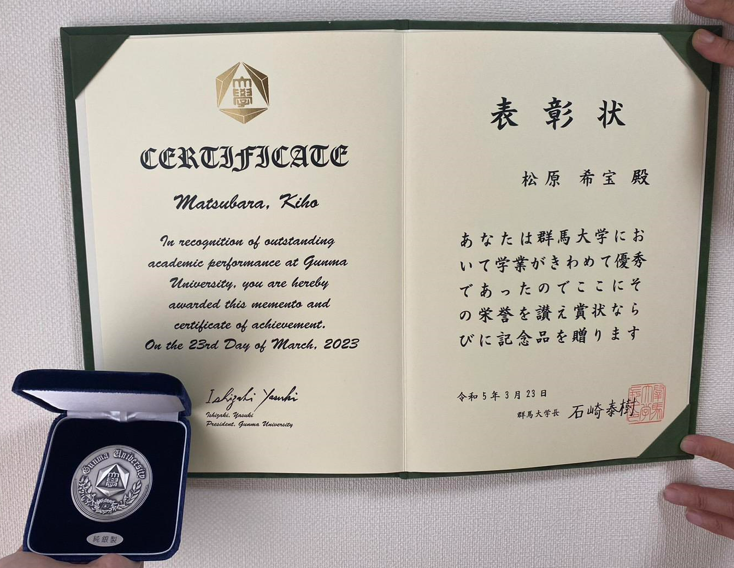 大
学
CERTIFICATE
Matsubara, Kiho
In recognition of outstanding
academic performance at Gunma
University, you are hereby
awarded this memento and
certificate of achievement.
On the 23rd Day of March, 2023
Ishizaki Yasuki
Ishizaki, Yasuki
President, Gunma University
表彰状
松原 希宝 殿
あなたは群馬大学にお
いて学業がきわめて優秀
であったのでここにそ
の栄誉を讃え賞状なら
びに記念品を贈ります
令和5年3月23日
群馬大学長 石崎泰樹
Gunma University
純銀製